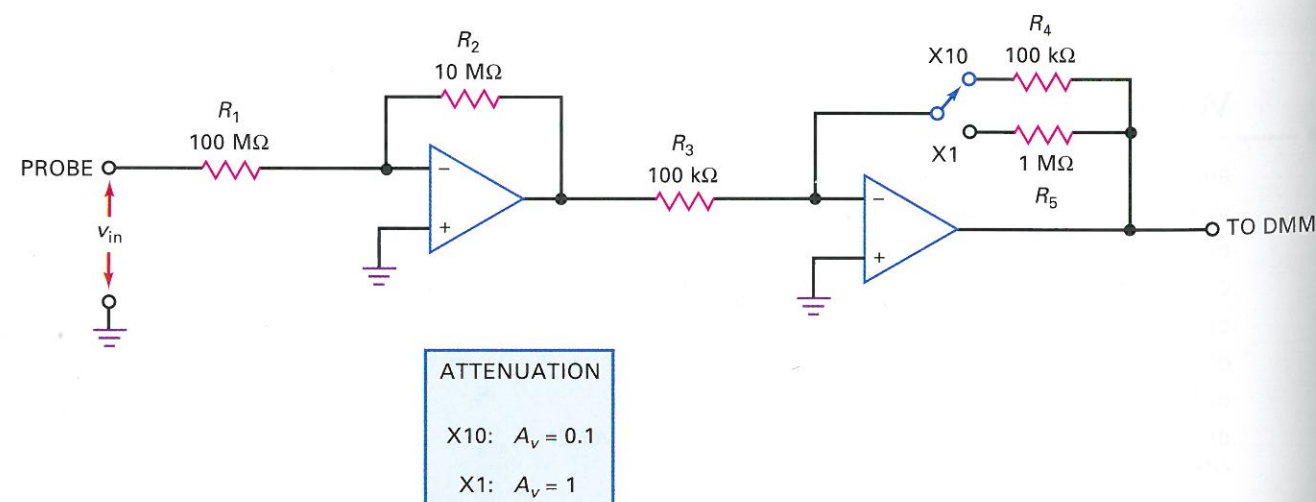 R₁
100 MΩ
R₂
10 MΩ
R₃
100 kΩ
X10
R₄
100 kΩ
X1
1 MΩ
R₅
PROBE
vin
−
+
−
+
TO DMM
ATTENUATION
X10: Aᵥ = 0.1
X1: Aᵥ = 1